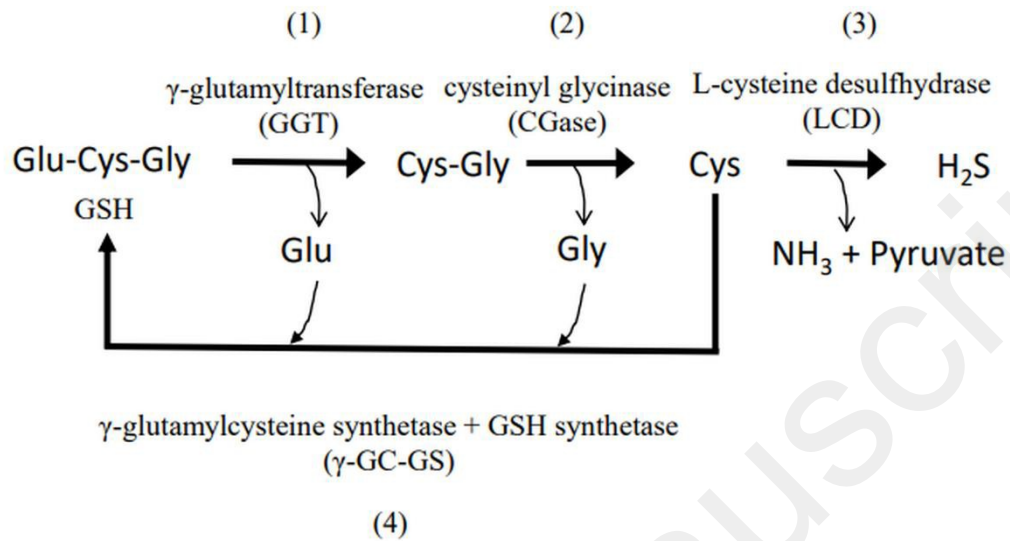 (1) (2) (3)
γ-glutamyltransferase cysteinyl glycinase L-cysteine desulfhydrase
(GGT) (CGase) (LCD)
Glu-Cys-Gly Cys-Gly Cys H₂S
GSH
Glu Gly NH₃ + Pyruvate
γ-glutamylcysteine synthetase + GSH synthetase
(γ-GC-GS)
(4)